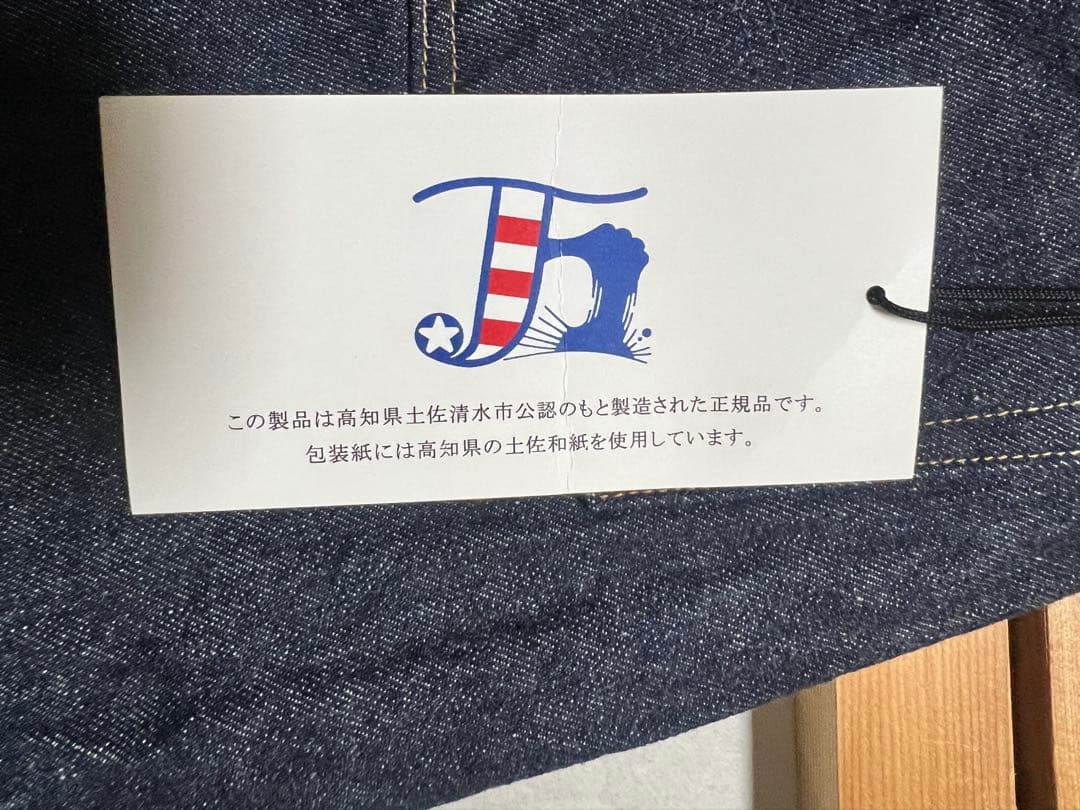 この製品は高知県土佐清水市公認のもと製造された正規品です。
包装紙には高知県の土佐和紙を使用しています。